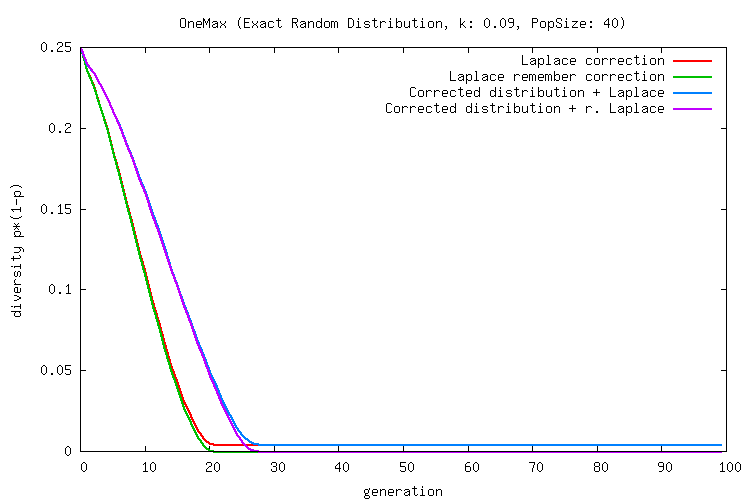 OneMax (Exact Random Distribution, k: 0.09, PopSize: 40)
Laplace correction
Laplace remember correction
Corrected distribution + Laplace
Corrected distribution + r. Laplace
diversity p*(1-p)
0.25
0.2
0.15
0.1
0.05
0
0 10 20 30 40 50 60 70 80 90 100
generation